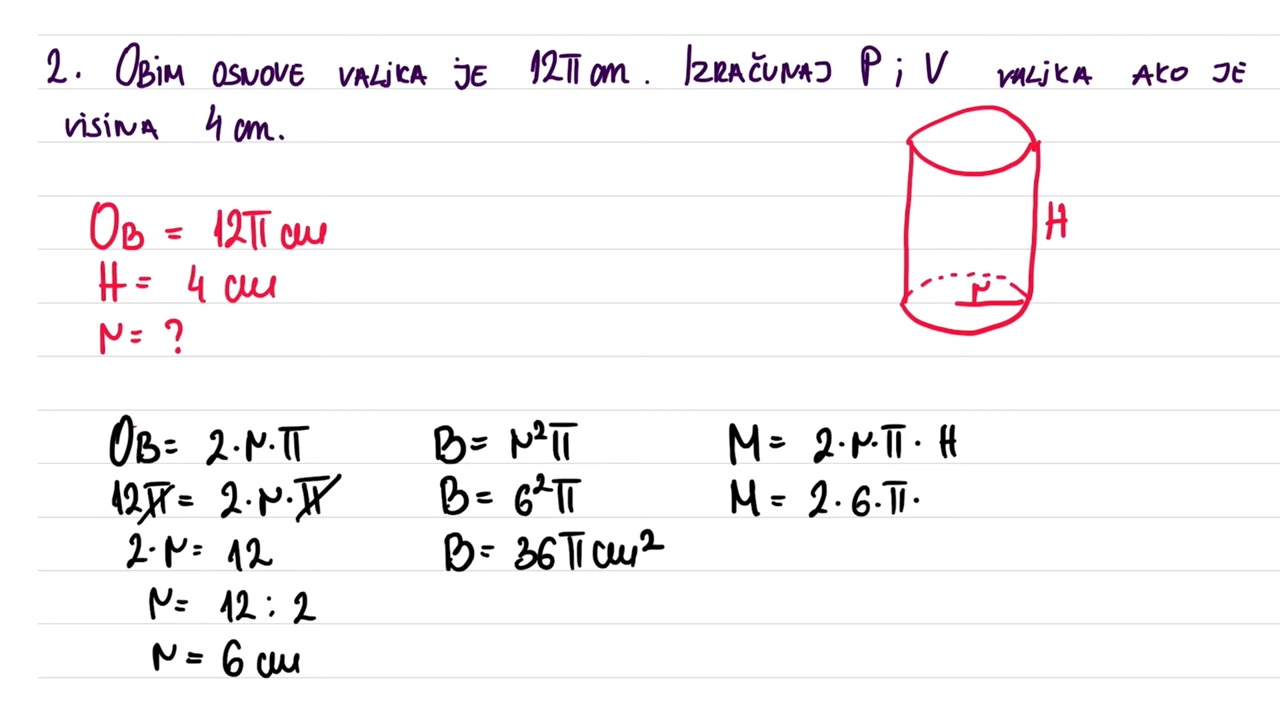 2. OBIM OSNOVE VALJKA JE 12π cm. IZRAČUNAJ P i V VALJKA AKO JE
VISINA 4 cm.
H
r
OB = 12π cm
H = 4 cm
r = ?
OB = 2·r·π
12π = 2·r·π
2·r = 12
r = 12 : 2
r = 6 cm
B = r²π
B = 6²π
B = 36π cm²
M = 2·r·π·H
M = 2·6·π·